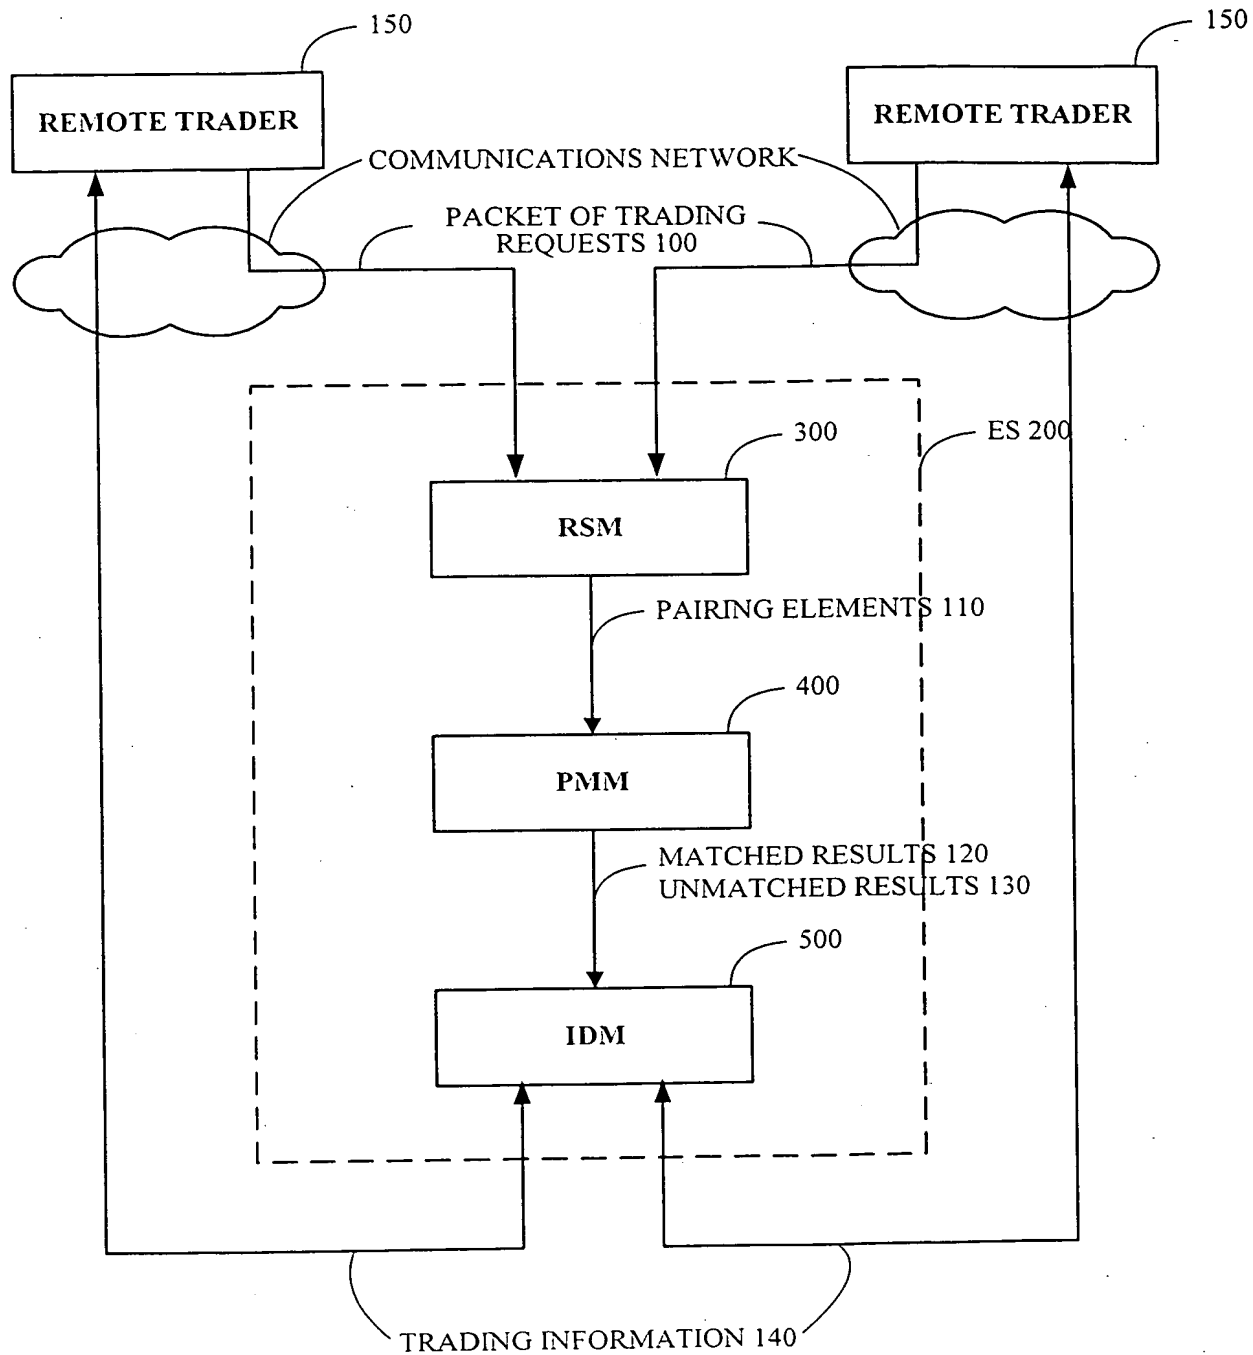 150
150
REMOTE TRADER
REMOTE TRADER
COMMUNICATIONS NETWORK
PACKET OF TRADING
REQUESTS 100
300
ES 200
RSM
PAIRING ELEMENTS 110
400
PMM
MATCHED RESULTS 120
UNMATCHED RESULTS 130
500
IDM
TRADING INFORMATION 140